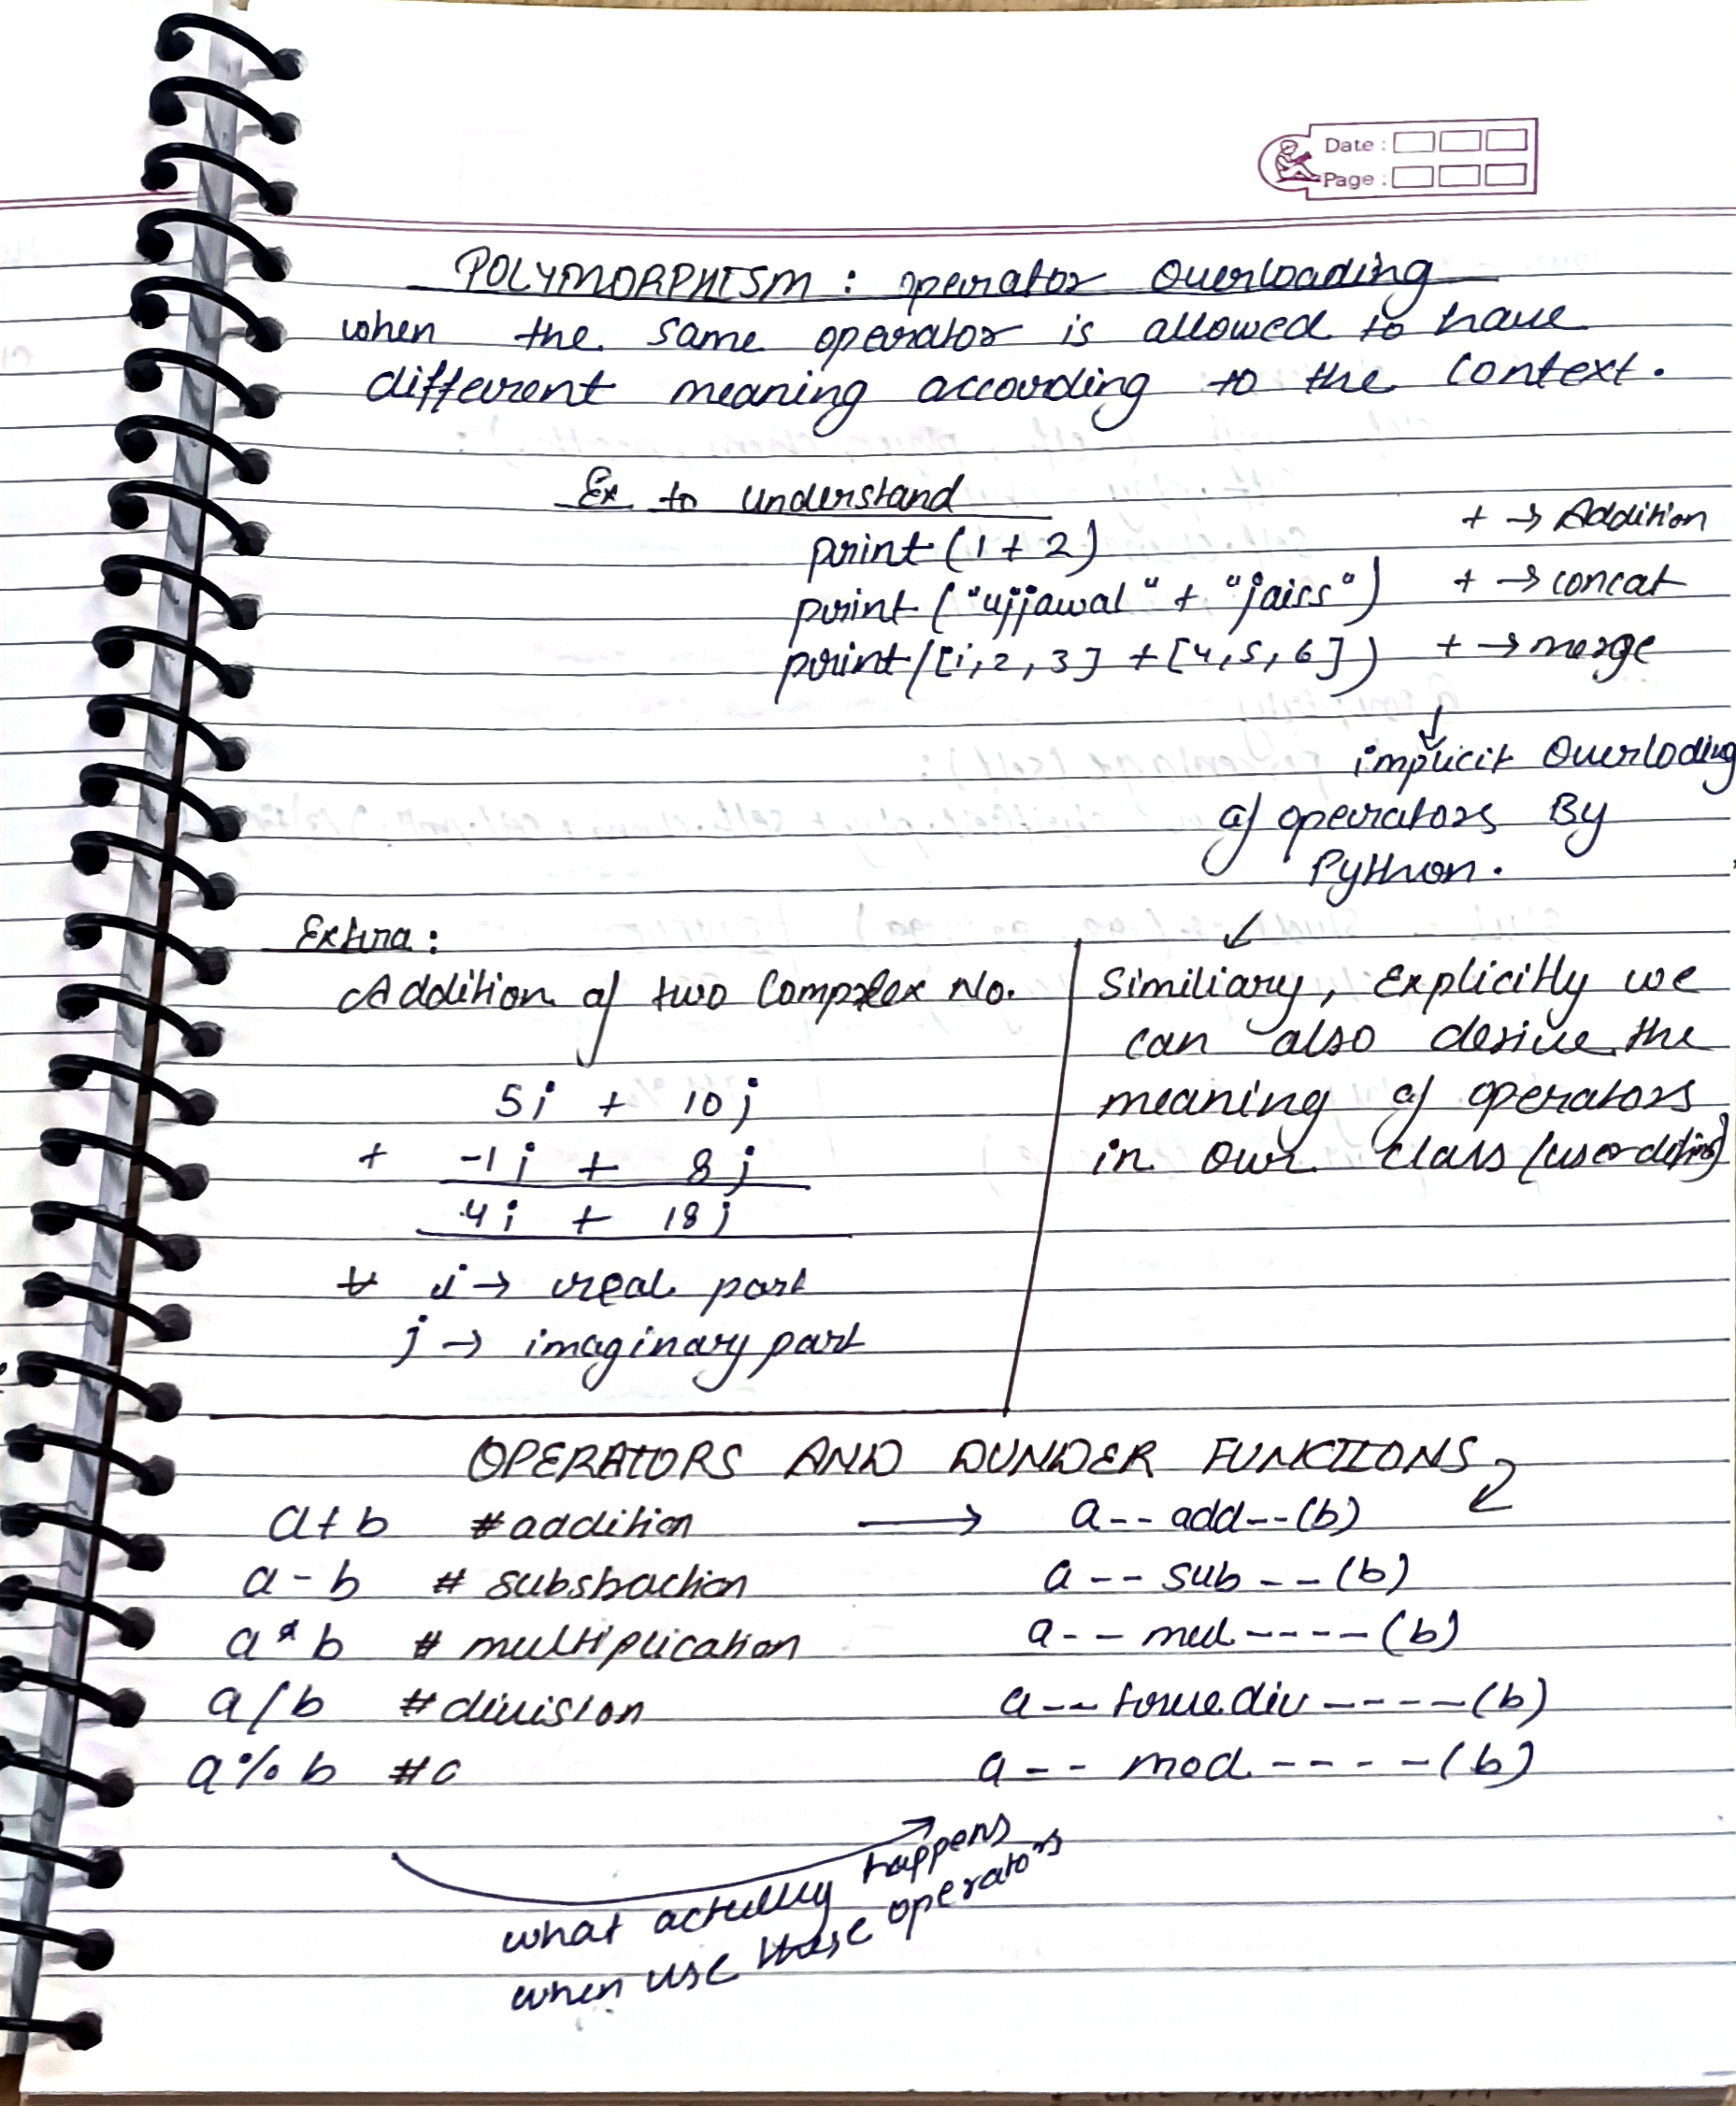 Date :
Page :
POLYMORPHISM : operator Overloading
when the same operator is allowed to have
different meaning according to the context.
Ex to understand
print (1 + 2) + → Addition
print ("ujjawal" + "jaiss") + → concat
print ([1, 2, 3] + [4, 5, 6]) + → merge
↓
implicit Overloding
of operators By
Python.
Extra :
Addition of two Complex No.
5i + 10j
+ -1i + 8j
4i + 18j
i → real part
j → imaginary part
Similiary, Explicitly we
can also desive the
meaning of operators
in own class
OPERATORS AND DUNDER FUNCTIONS
a + b # addition → a -- add -- (b)
a - b # substraction a -- sub -- (b)
a * b # multiplication a -- mul ---- (b)
a / b # division a -- truediv ---- (b)
a % b # a -- mod ---- (b)
what actually happens
when use these operators